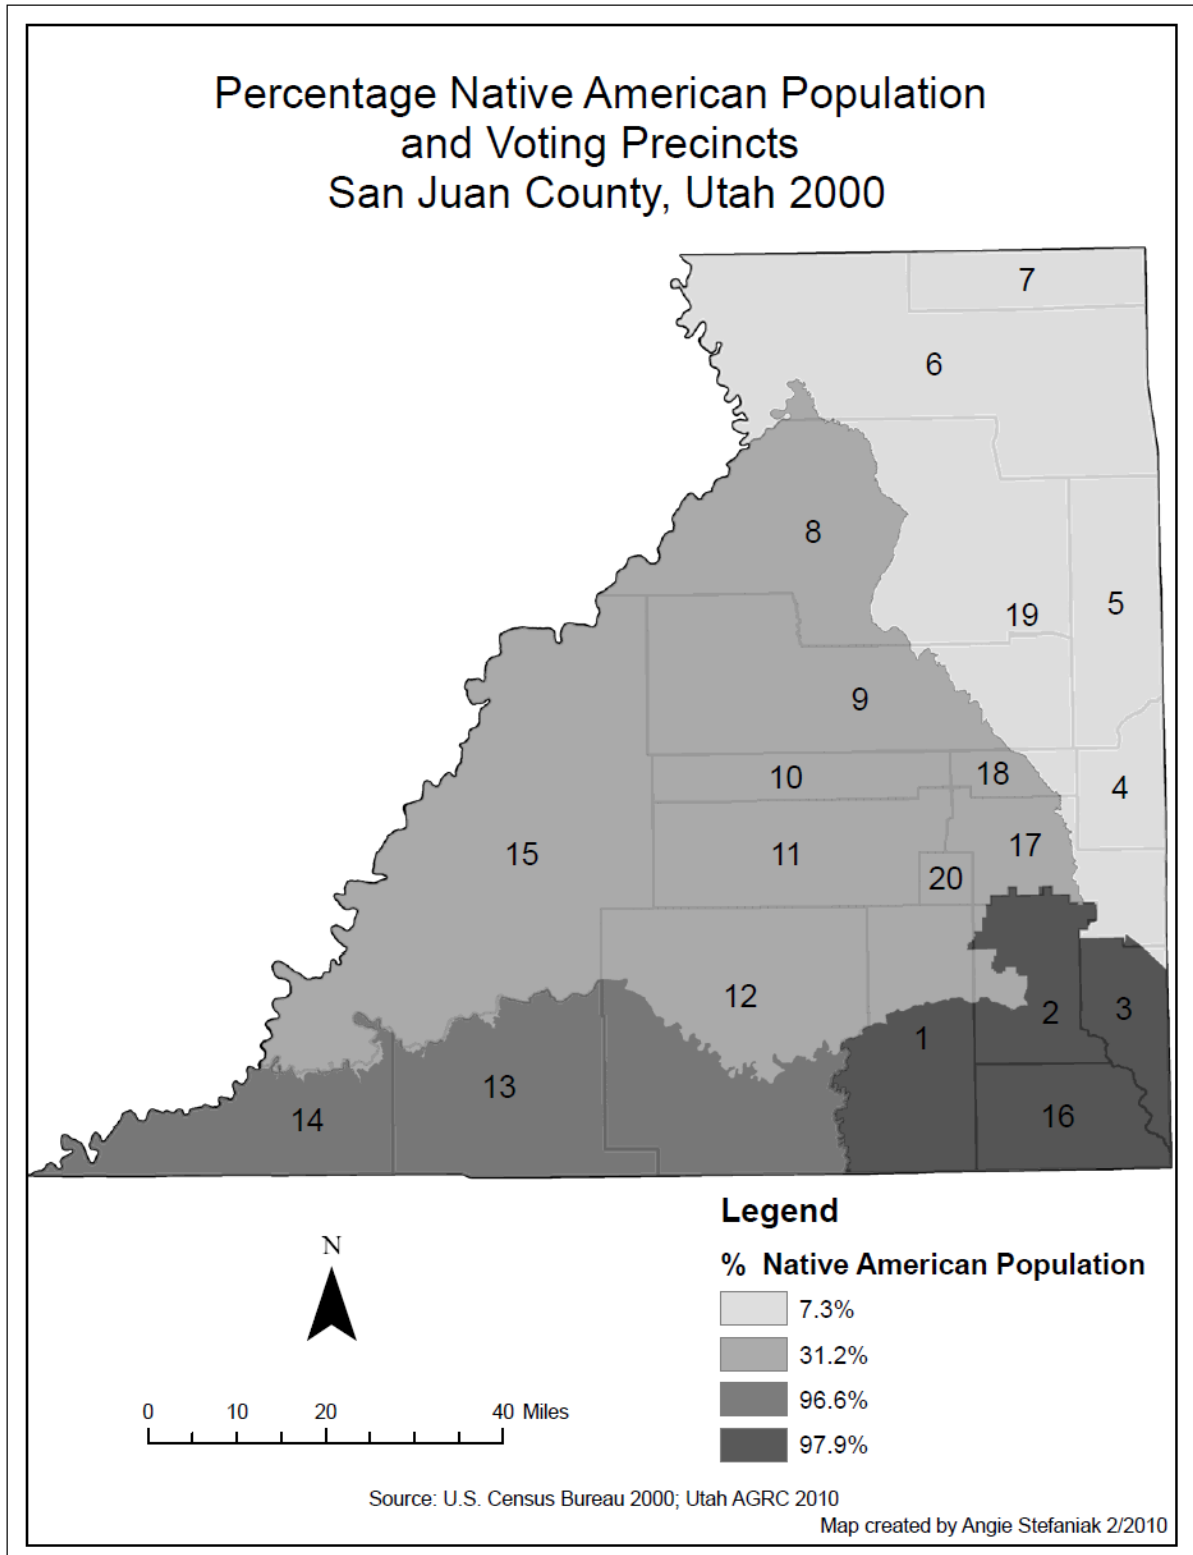 Percentage Native American Population
and Voting Precincts
San Juan County, Utah 2000
7
6
8
19
5
9
10
18
4
15
11
17
20
12
2
3
1
13
14
16
Legend
% Native American Population
7.3%
31.2%
96.6%
97.9%
N
0 10 20 40 Miles
Source: U.S. Census Bureau 2000; Utah AGRC 2010
Map created by Angie Stefaniak 2/2010